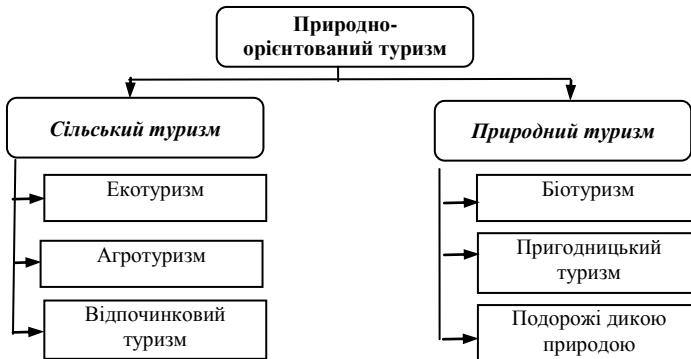 Природно-
орієнтований туризм
Сільський туризм
Природний туризм
Екотуризм
Біотуризм
Агротуризм
Пригодницький
туризм
Відпочинковий
туризм
Подорожі дикою
природою